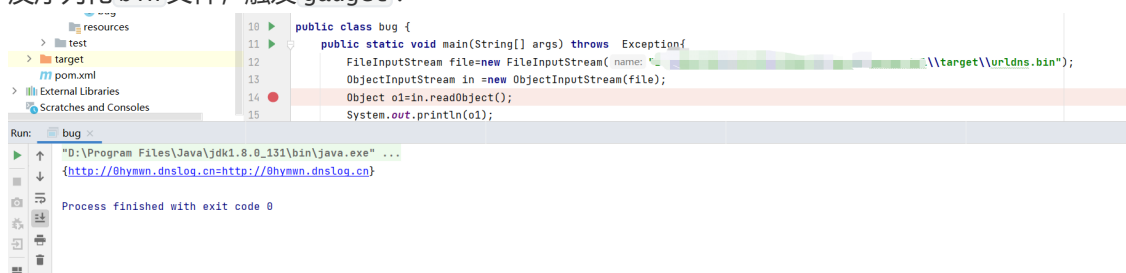 bug
resources
test
target
pom.xml
External Libraries
Scratches and Consoles
10 public class bug {
11 public static void main(String[] args) throws Exception{
12 FileInputStream file=new FileInputStream( name: \\target\\urldns.bin");
13 ObjectInputStream in =new ObjectInputStream(file);
14 Object o1=in.readObject();
15 System.out.println(o1);
Run: bug ×
"D:\Program Files\Java\jdk1.8.0_131\bin\java.exe" ...
{http://0hymwn.dnslog.cn=http://0hymwn.dnslog.cn}
Process finished with exit code 0